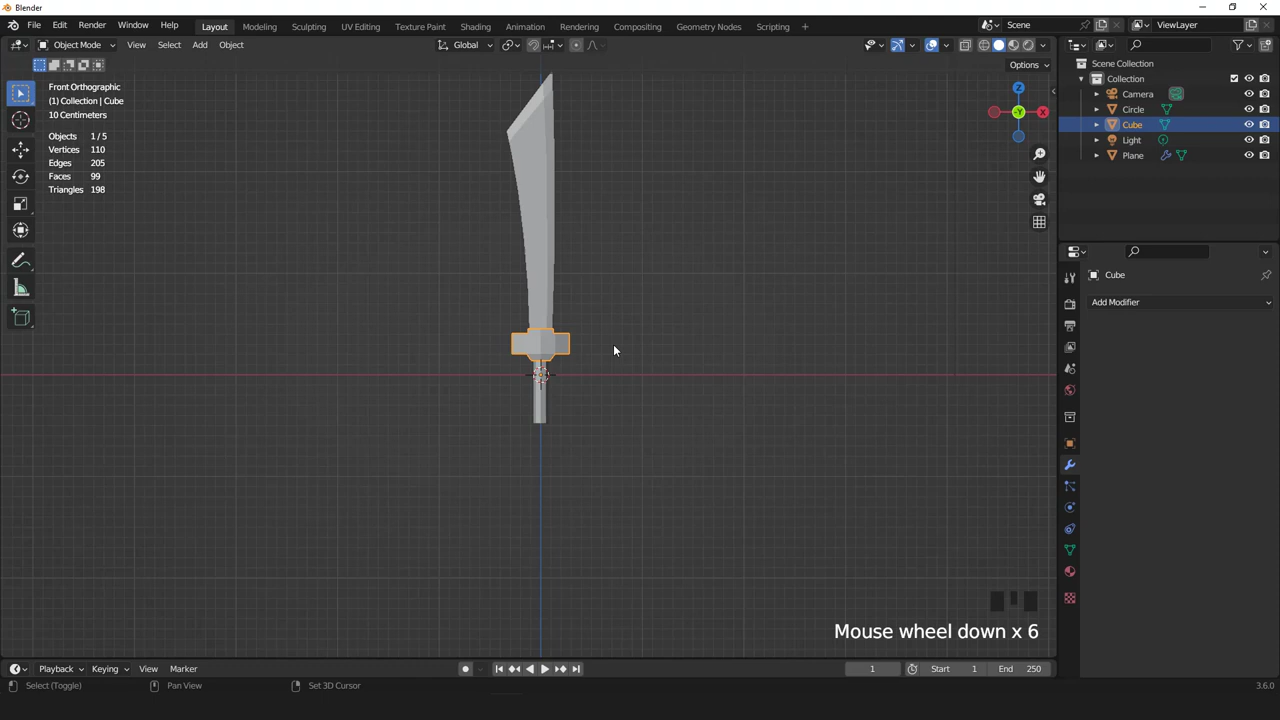 Blender
File Edit Render Window Help Layout Modeling Sculpting UV Editing Texture Paint Shading Animation Rendering Compositing Geometry Nodes Scripting Scene ViewLayer
Object Mode View Select Add Object Global
Options
Front Orthographic
(1) Collection | Cube
10 Centimeters
Objects 1 / 5
Vertices 110
Edges 205
Faces 99
Triangles 198
Z
X
-Y
Scene Collection
Collection
Camera
Circle
Cube
Light
Plane
Cube
Add Modifier
Mouse wheel down x 6
Playback Keying View Marker 1 Start 1 End 250
Select (Toggle) Pan View Set 3D Cursor 3.6.0